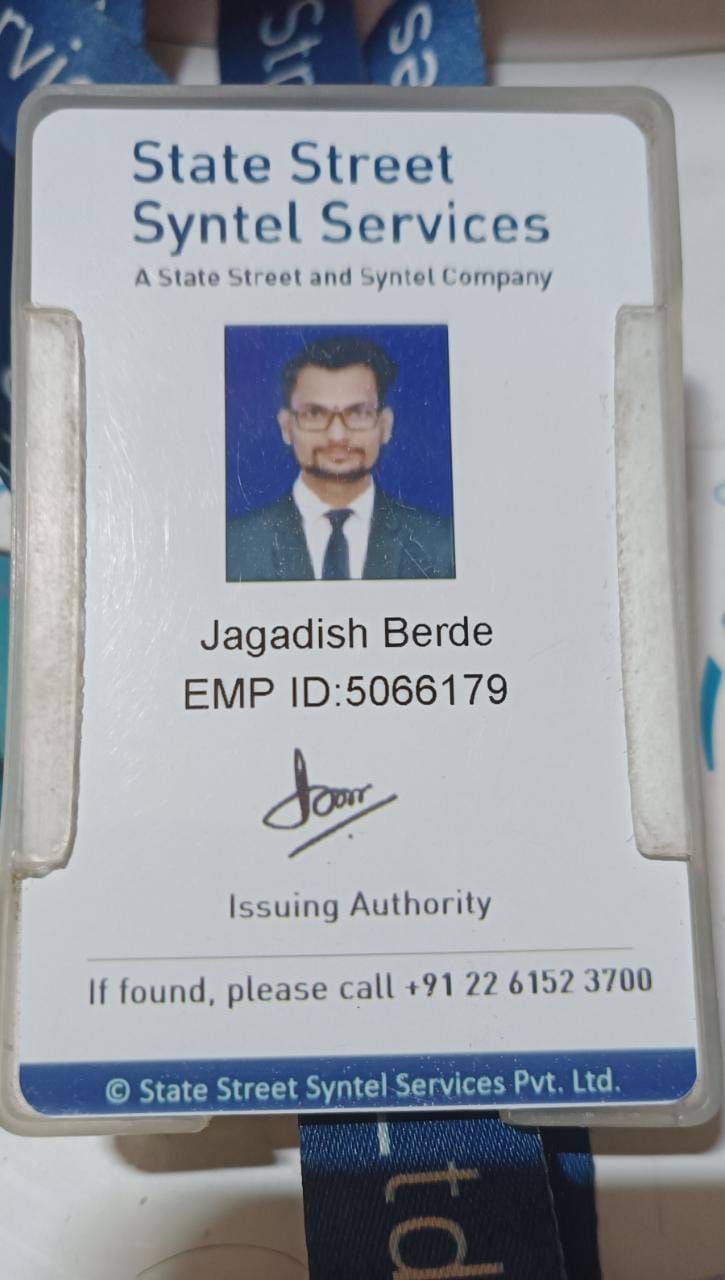 State Street
Syntel Services
A State Street and Syntel Company
Jagadish Berde
EMP ID:5066179
Issuing Authority
If found, please call +91 22 6152 3700
© State Street Syntel Services Pvt. Ltd.